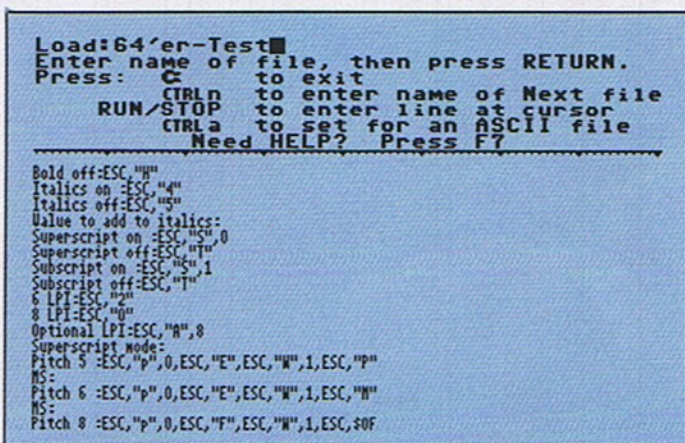 Load:64'er-Test
Enter name of file, then press RETURN.
Press: C= to exit
CTRL n to enter name of Next file
RUN/STOP to enter line at cursor
CTRL a to set for an ASCII file
Need HELP? Press F7
Bold off:ESC,"H"
Italics on :ESC,"4"
Italics off:ESC,"5"
Value to add to italics:
Superscript on :ESC,"S",0
Superscript off:ESC,"T"
Subscript on :ESC,"S",1
Subscript off:ESC,"T"
6 LPI:ESC,"2"
8 LPI:ESC,"0"
Optional LPI:ESC,"A",8
Superscript mode:
Pitch 5 :ESC,"p",0,ESC,"E",ESC,"W",1,ESC,"P"
MS:
Pitch 6 :ESC,"p",0,ESC,"E",ESC,"W",1,ESC,"M"
MS:
Pitch 8 :ESC,"p",0,ESC,"F",ESC,"W",1,ESC,$0F